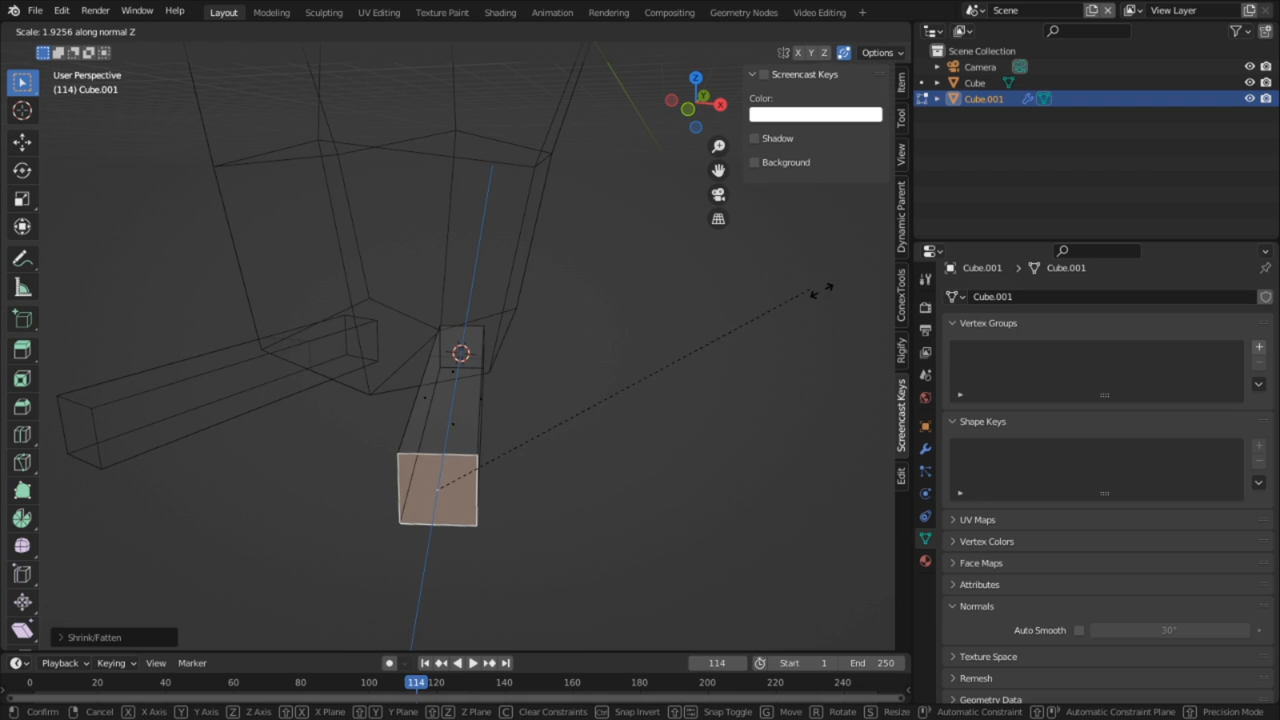 File Edit Render Window Help Layout Modeling Sculpting UV Editing Texture Paint Shading Animation Rendering Compositing Geometry Nodes Video Editing + Scene View Layer
Scale: 1.9256 along normal Z
X Y Z Options
User Perspective
(114) Cube.001
Z
Y
X
Screencast Keys
Color:
Shadow
Background
Item
Tool
View
Dynamic Parent
ConexTools
Rigify
Screencast Keys
Edit
Scene Collection
Camera
Cube
Cube.001
Cube.001 > Cube.001
Cube.001
Vertex Groups
Shape Keys
UV Maps
Vertex Colors
Face Maps
Attributes
Normals
Auto Smooth 30°
Texture Space
Remesh
Geometry Data
Shrink/Fatten
Playback Keying View Marker 114 Start 1 End 250
0 20 40 60 80 100 114 120 140 160 180 200 220 240
Confirm Cancel X X Axis Y Y Axis Z Z Axis X X Plane Y Y Plane Z Z Plane C Clear Constraints Snap Invert Snap Toggle G Move R Rotate S Resize Automatic Constraint Automatic Constraint Plane Precision Mode